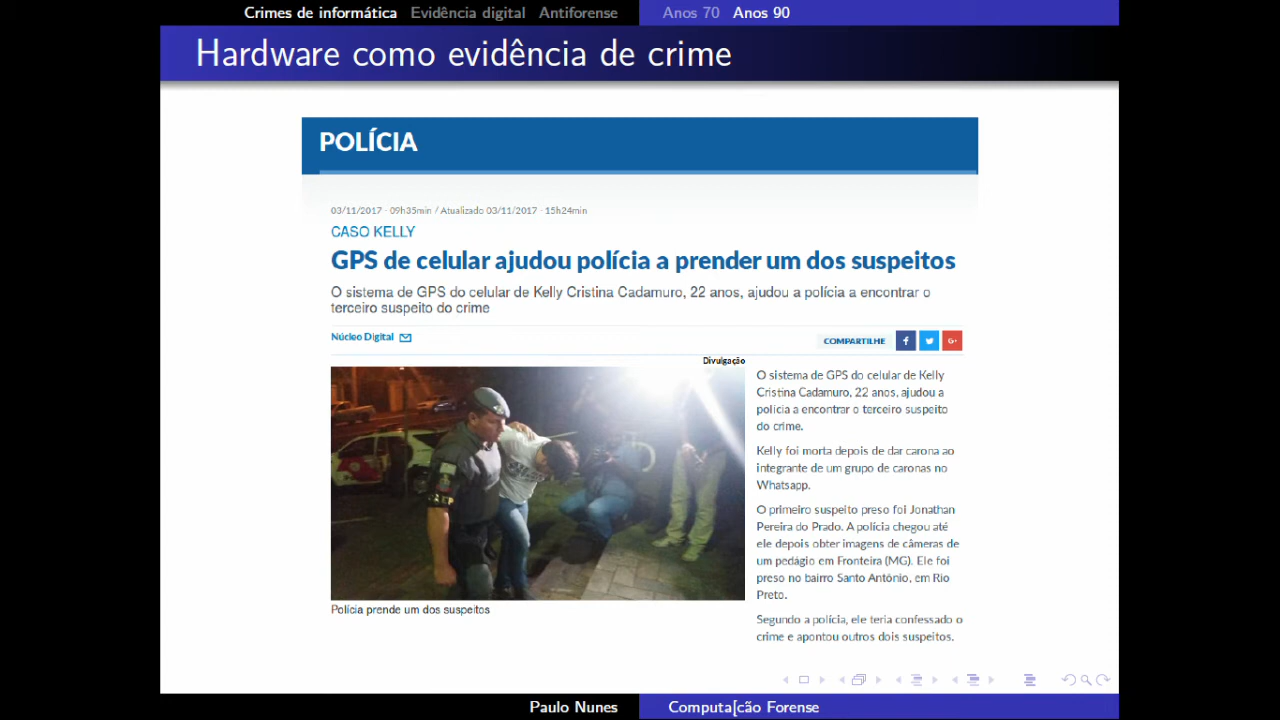 Crimes de informática Evidência digital Antiforense Anos 70 Anos 90
Hardware como evidência de crime
POLÍCIA
03/11/2017 - 09h35min / Atualizado 03/11/2017 - 15h24min
CASO KELLY
GPS de celular ajudou polícia a prender um dos suspeitos
O sistema de GPS do celular de Kelly Cristina Cadamuro, 22 anos, ajudou a polícia a encontrar o
terceiro suspeito do crime
Núcleo Digital
COMPARTILHE
Divulgação
Polícia prende um dos suspeitos
O sistema de GPS do celular de Kelly
Cristina Cadamuro, 22 anos, ajudou a
polícia a encontrar o terceiro suspeito
do crime.
Kelly foi morta depois de dar carona ao
integrante de um grupo de caronas no
Whatsapp.
O primeiro suspeito preso foi Jonathan
Pereira do Prado. A polícia chegou até
ele depois obter imagens de câmeras de
um pedágio em Fronteira (MG). Ele foi
preso no bairro Santo Antônio, em Rio
Preto.
Segundo a polícia, ele teria confessado o
crime e apontou outros dois suspeitos.
Paulo Nunes Computa[cão Forense